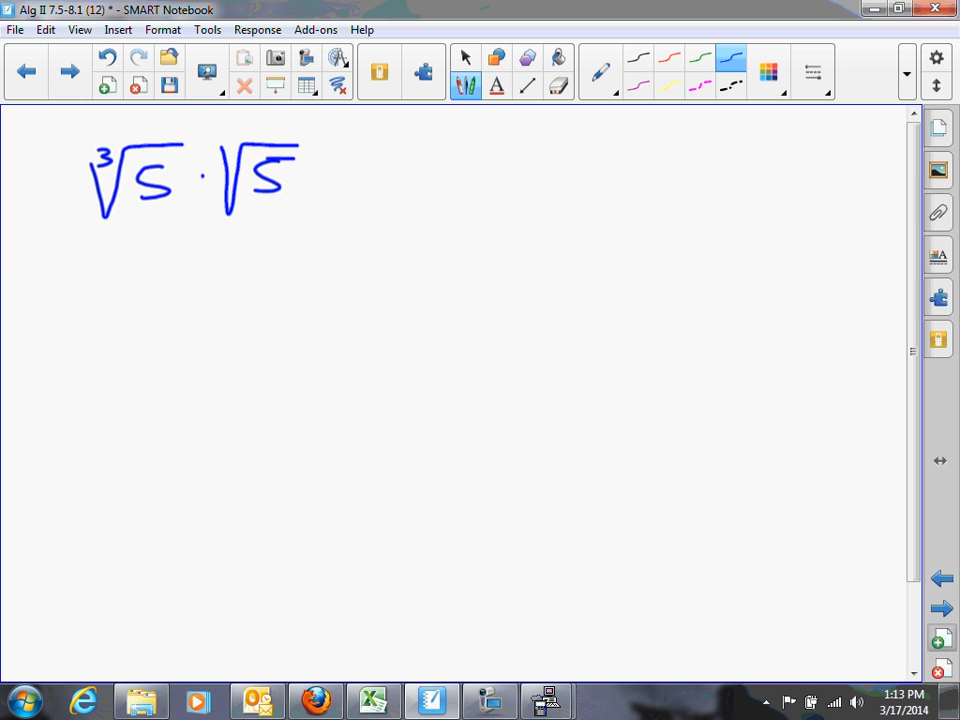 Alg II 7.5-8.1 (12) * - SMART Notebook
File Edit View Insert Format Tools Response Add-ons Help
∛5 · √5
1:13 PM
3/17/2014